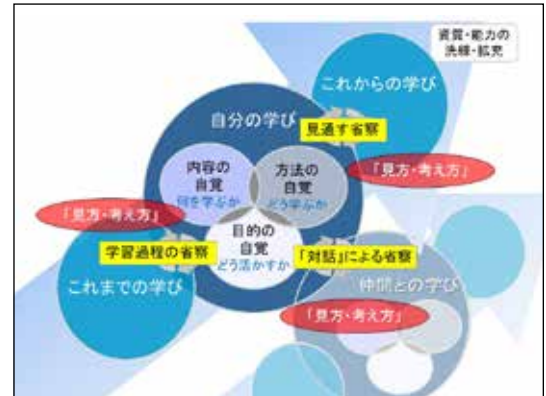 資質・能力の
洗練・拡充
これからの学び
自分の学び
見通す省察
内容の
自覚
何を学ぶか
方法の
自覚
どう学ぶか
「見方・考え方」
「見方・考え方」
目的の
自覚
どう活かすか
学習過程の省察
「対話」による省察
これまでの学び
仲間との学び
「見方・考え方」